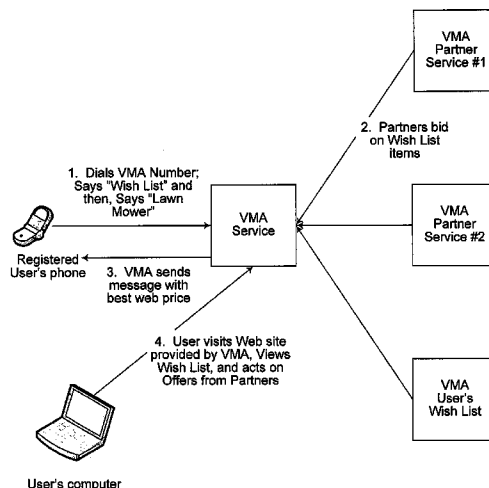 VMA
Partner
Service #1
2. Partners bid
on Wish List
items
1. Dials VMA Number;
Says "Wish List" and
then, Says "Lawn
Mower"
VMA
Service
VMA
Partner
Service #2
Registered
User's phone
3. VMA sends
message with
best web price
4. User visits Web site
provided by VMA, Views
Wish List, and acts on
Offers from Partners
VMA
User's
Wish List
User's computer